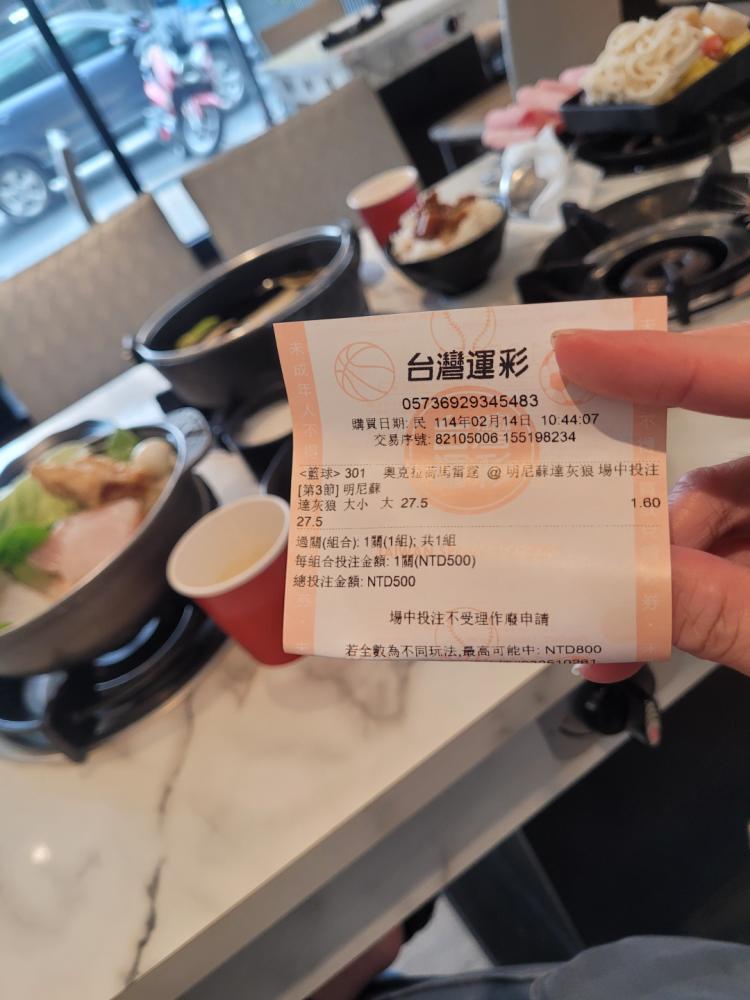 台灣運彩
05736929345483
購買日期: 民 114年02月14日 10:44:07
交易序號: 82105006 155198234
<籃球> 301 奧克拉荷馬雷霆 @ 明尼蘇達灰狼 場中投注
[第3節] 明尼蘇
達灰狼 大小 大 27.5 1.60
27.5
過關(組合): 1關(1組); 共1組
每組合投注金額: 1關(NTD500)
總投注金額: NTD500
場中投注不受理作廢申請
若全數為不同玩法,最高可能中: NTD800
未成年人不